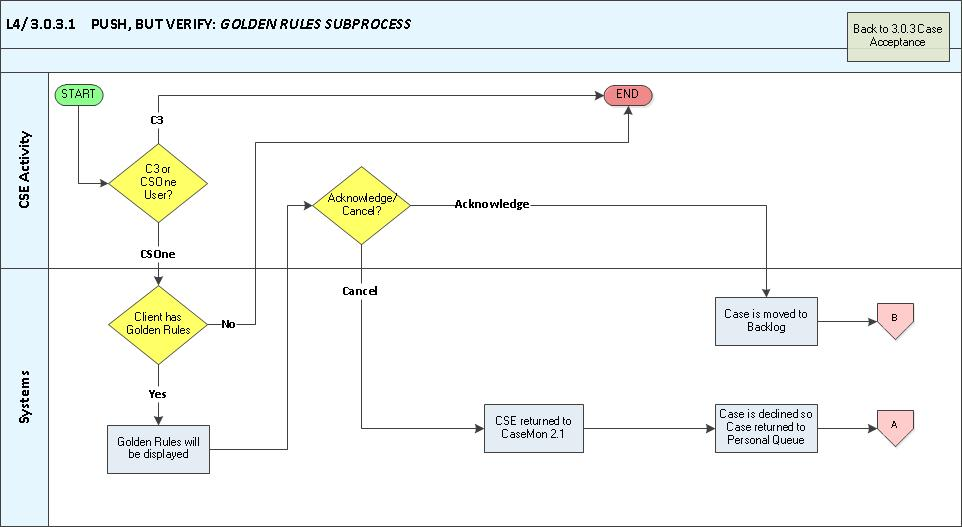 L4/ 3.0.3.1 PUSH, BUT VERIFY: GOLDEN RULES SUBPROCESS
Back to 3.0.3 Case
Acceptance
CSE Activity
START
C3
END
C3 or
CSOne
User?
Acknowledge/
Cancel?
Acknowledge
CSOne
Systems
Cancel
Client has
Golden Rules
No
Case is moved to
Backlog
B
Yes
Golden Rules will
be displayed
CSE returned to
CaseMon 2.1
Case is declined so
Case returned to
Personal Queue
A